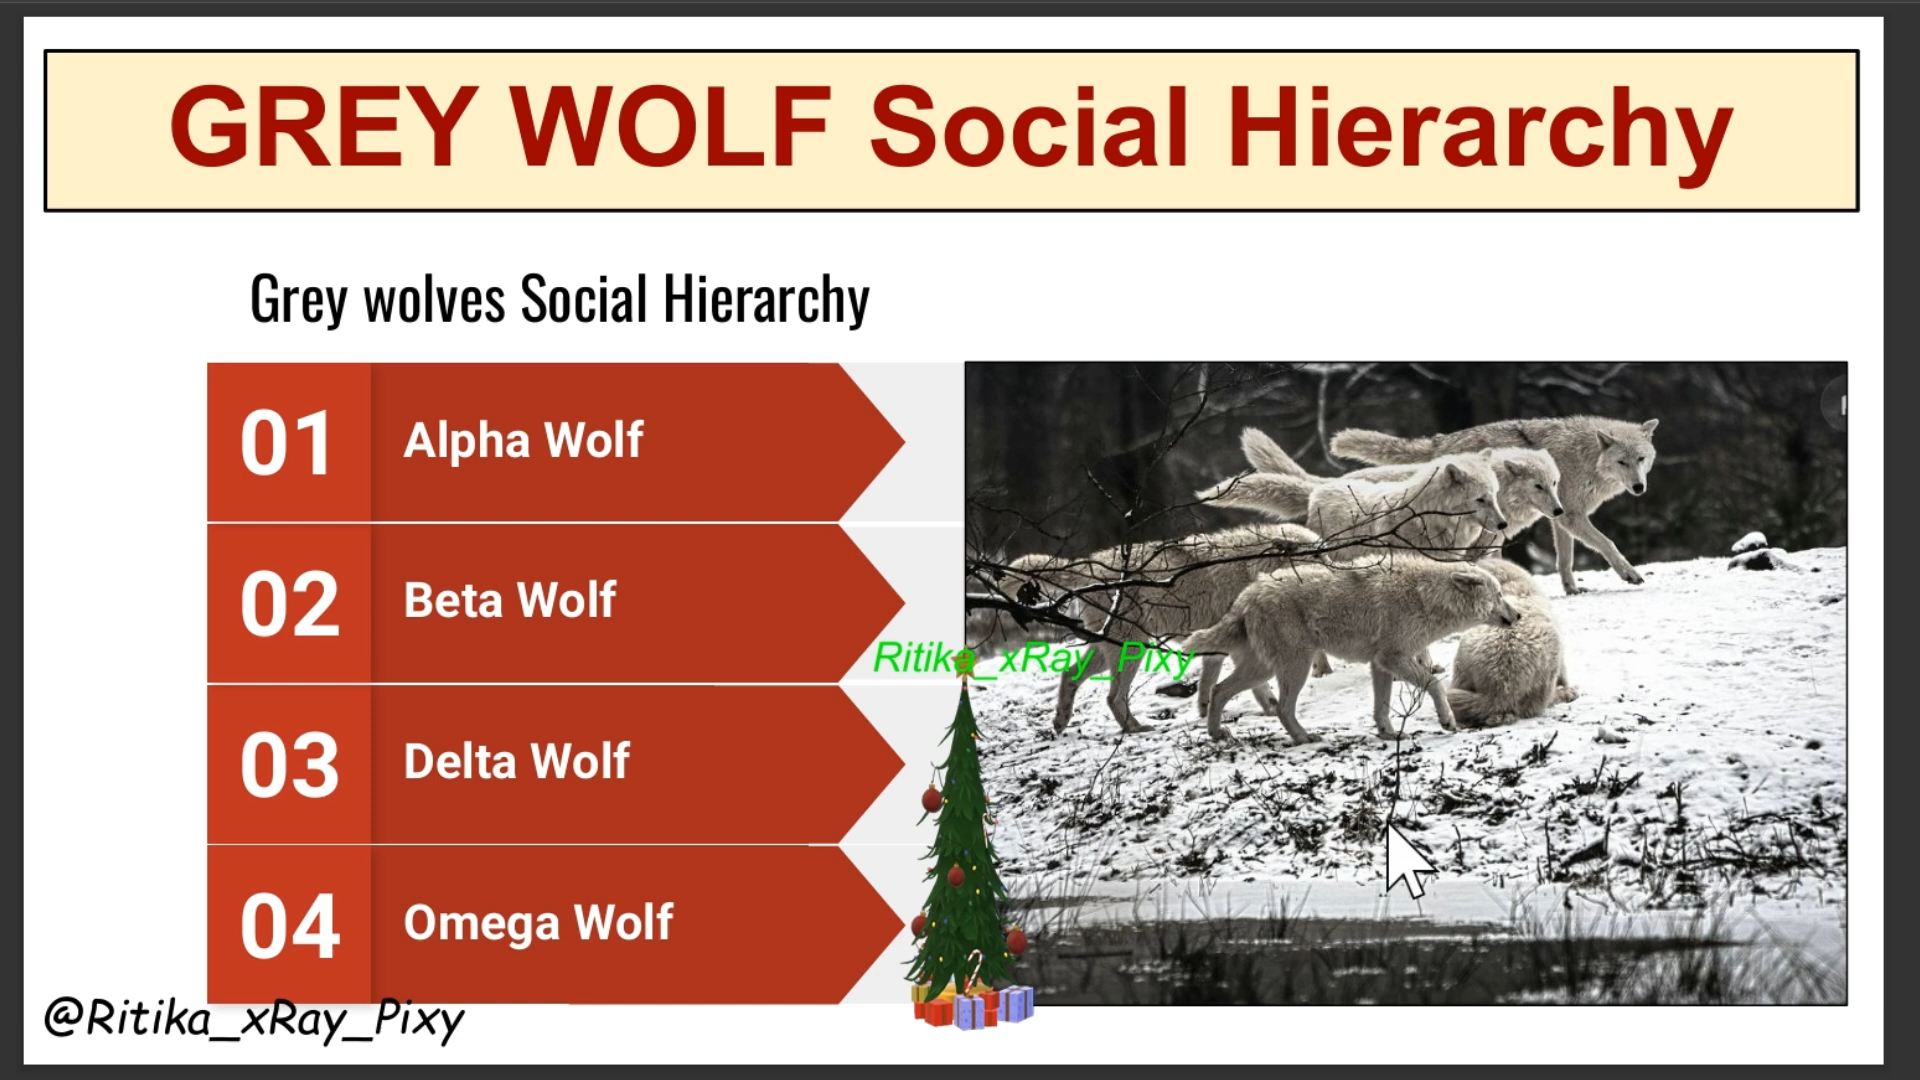 GREY WOLF Social Hierarchy
Grey wolves Social Hierarchy
01 Alpha Wolf
02 Beta Wolf
03 Delta Wolf
04 Omega Wolf
Ritika_xRay_Pixy
@Ritika_xRay_Pixy